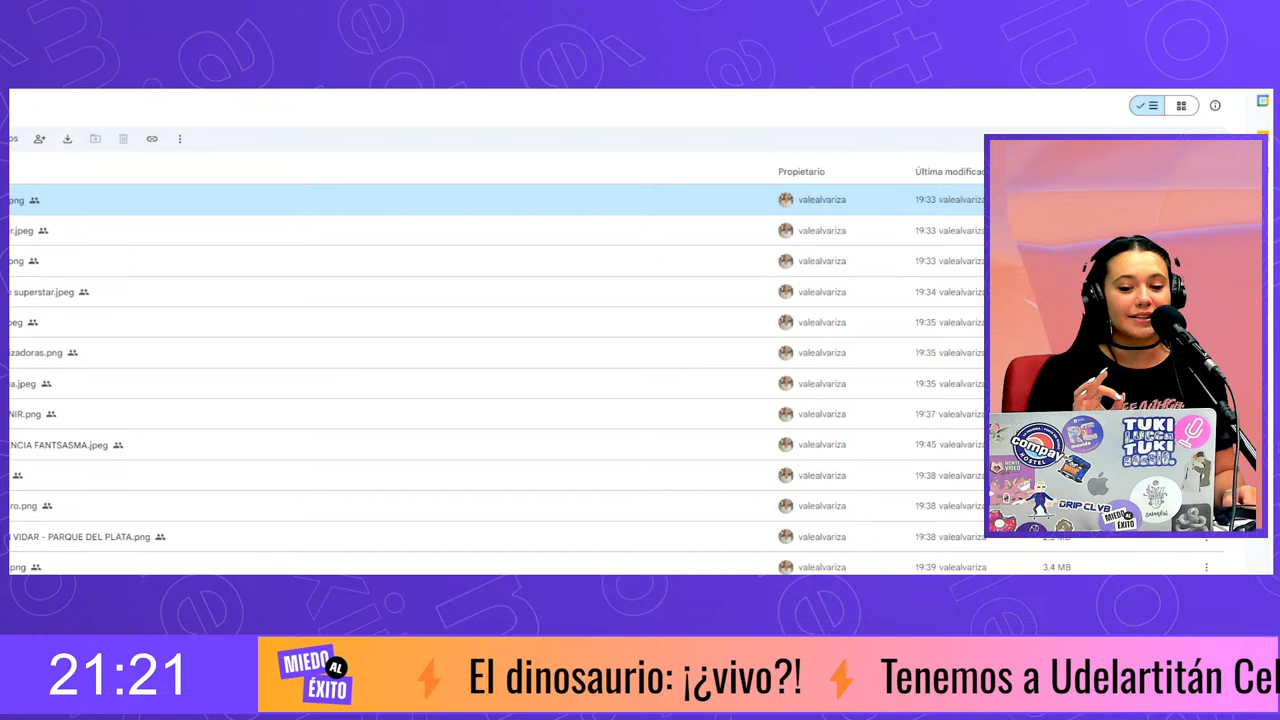 os
Propietario
Última modificac
png
valealvariza
19:33 valealvariza
r.jpeg
valealvariza
19:33 valealvariza
png
valealvariza
19:33 valealvariza
o superstar.jpeg
valealvariza
19:34 valealvariza
peg
valealvariza
19:35 valealvariza
izadoras.png
valealvariza
19:35 valealvariza
ia.jpeg
valealvariza
19:35 valealvariza
NIR.png
valealvariza
19:37 valealvariza
ENCIA FANTSASMA.jpeg
valealvariza
19:45 valealvariza
valealvariza
19:38 valealvariza
ro.png
valealvariza
19:38 valealvariza
VIDAR - PARQUE DEL PLATA.png
valealvariza
19:38 valealvariza
png
valealvariza
19:39 valealvariza
3.4 MB
compay
HOSTEL
TUKI
TUKI
DRIP CLVB
MIEDO AL
ÉXITO
21:21
MIEDO AL
ÉXITO
El dinosaurio: ¡¿vivo?!
Tenemos a Udelartitán Cel